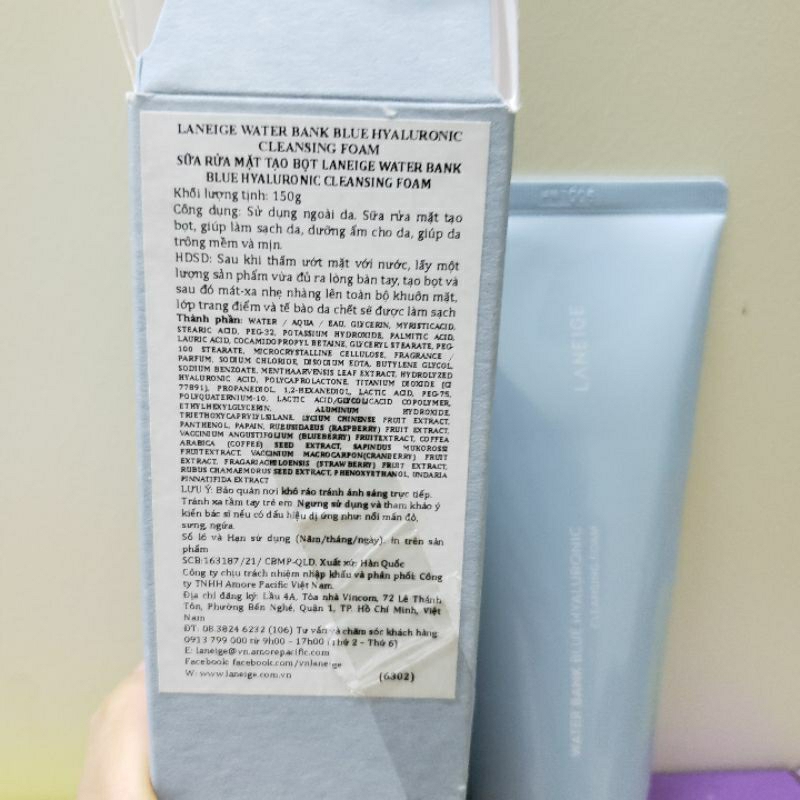 LANEIGE WATER BANK BLUE HYALURONIC
CLEANSING FOAM
SỮA RỬA MẶT TẠO BỌT LANEIGE WATER BANK
BLUE HYALURONIC CLEANSING FOAM
Khối lượng tịnh: 150g
Công dụng: Sử dụng ngoài da. Sữa rửa mặt tạo
bọt, giúp làm sạch da, dưỡng ẩm cho da, giúp da
trông mềm và mịn.
HDSD: Sau khi thấm ướt mặt với nước, lấy một
lượng sản phẩm vừa đủ ra lòng bàn tay, tạo bọt và
sau đó mát-xa nhẹ nhàng lên toàn bộ khuôn mặt,
lớp trang điểm và tế bào da chết sẽ được làm sạch
Thành phần: WATER / AQUA / EAU, GLYCERIN, MYRISTICACID,
STEARIC ACID, PEG-32, POTASSIUM HYDROXIDE, PALMITIC ACID,
LAURIC ACID, COCAMIDOPROPYL BETAINE, GLYCERYL STEARATE, PEG-
100 STEARATE, MICROCRYSTALLINE CELLULOSE, FRAGRANCE /
PARFUM, SODIUM CHLORIDE, DISODIUM EDTA, BUTYLENE GLYCOL,
SODIUM BENZOATE, MENTHAARVENSIS LEAF EXTRACT, HYDROLYZED
HYALURONIC ACID, POLYCAPROLACTONE, TITANIUM DIOXIDE (CI
77891), PROPANEDIOL, 1,2-HEXANEDIOL, LACTIC ACID, PEG-75,
POLYQUATERNIUM-10, LACTIC ACID/GLYCOLICACID COPOLYMER,
ETHYLHEXYLGLYCERIN, ALUMINUM HYDROXIDE,
TRIETHOXYCAPRYLYLSILANE, LYCIUM CHINENSE FRUIT EXTRACT,
PANTHENOL, PAPAIN, RUBUSIDAEUS (RASPBERRY) FRUIT EXTRACT,
VACCINIUM ANGUSTIFOLIUM (BLUEBERRY) FRUITEXTRACT, COFFEA
ARABICA (COFFEE) SEED EXTRACT, SAPINDUS MUKOROSSI
FRUITEXTRACT, VACCINIUM MACROCARPON(CRANBERRY) FRUIT
EXTRACT, FRAGARIACHILOENSIS (STRAWBERRY) FRUIT EXTRACT,
RUBUS CHAMAEMORUS SEED EXTRACT, PHENOXYETHANOL, UNDARIA
PINNATIFIDA EXTRACT
LƯU Ý: Bảo quản nơi khô ráo tránh ánh sáng trực tiếp.
Tránh xa tầm tay trẻ em. Ngưng sử dụng và tham khảo ý
kiến bác sĩ nếu có dấu hiệu dị ứng như: nổi mẩn đỏ,
sưng, ngứa.
Số lô và Hạn sử dụng (Năm/tháng/ngày): in trên sản
phẩm
SCB:163187/21/ CBMP-QLD. Xuất xứ: Hàn Quốc
Công ty chịu trách nhiệm nhập khẩu và phân phối: Công
ty TNHH Amore Pacific Việt Nam.
Địa chỉ đăng ký: Lầu 4A, Tòa nhà Vincom, 72 Lê Thánh
Tôn, Phường Bến Nghé, Quận 1, TP. Hồ Chí Minh, Việt
Nam
ĐT: 08.3824 6232 (106) Tư vấn và chăm sóc khách hàng
0913 799 000 từ 9h00 - 17h00 (Thứ 2 - Thứ 6)
E: laneige@vn.amorepacific.com
Facebook: facebook.com/vnlaneige
W: www.laneige.com.vn (6302)
LANEIGE
WATER BANK BLUE HYALURONIC
CLEANSING FOAM